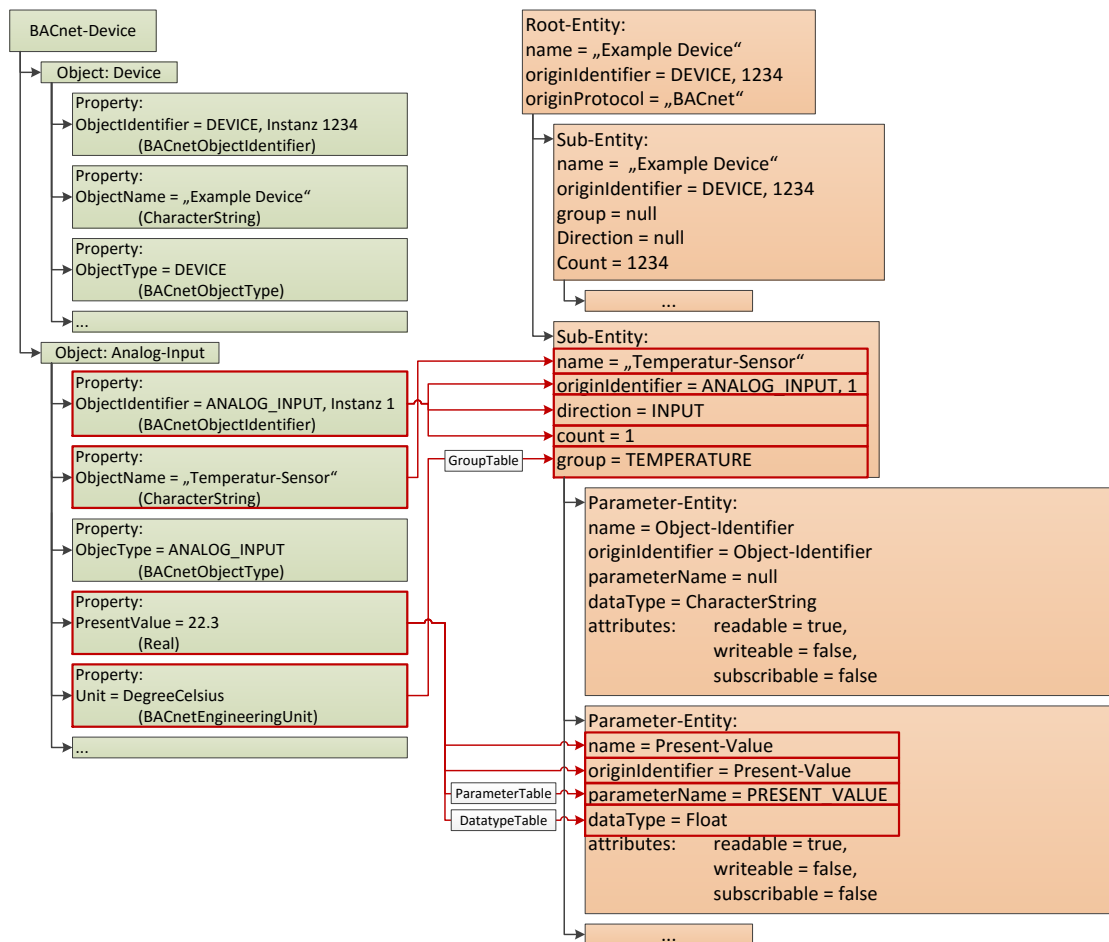 BACnet-Device
Object: Device
Property:
ObjectIdentifier = DEVICE, Instanz 1234
(BACnetObjectIdentifier)
Property:
ObjectName = „Example Device“
(CharacterString)
Property:
ObjectType = DEVICE
(BACnetObjectType)
...
Object: Analog-Input
Property:
ObjectIdentifier = ANALOG_INPUT, Instanz 1
(BACnetObjectIdentifier)
Property:
ObjectName = „Temperatur-Sensor“
(CharacterString)
Property:
ObjecType = ANALOG_INPUT
(BACnetObjectType)
Property:
PresentValue = 22.3
(Real)
Property:
Unit = DegreeCelsius
(BACnetEngineeringUnit)
...
GroupTable
ParameterTable
DatatypeTable
Root-Entity:
name = „Example Device“
originIdentifier = DEVICE, 1234
originProtocol = „BACnet“
Sub-Entity:
name = „Example Device“
originIdentifier = DEVICE, 1234
group = null
Direction = null
Count = 1234
...
Sub-Entity:
name = „Temperatur-Sensor“
originIdentifier = ANALOG_INPUT, 1
direction = INPUT
count = 1
group = TEMPERATURE
Parameter-Entity:
name = Object-Identifier
originIdentifier = Object-Identifier
parameterName = null
dataType = CharacterString
attributes: readable = true,
writeable = false,
subscribable = false
Parameter-Entity:
name = Present-Value
originIdentifier = Present-Value
parameterName = PRESENT_VALUE
dataType = Float
attributes: readable = true,
writeable = false,
subscribable = false
...